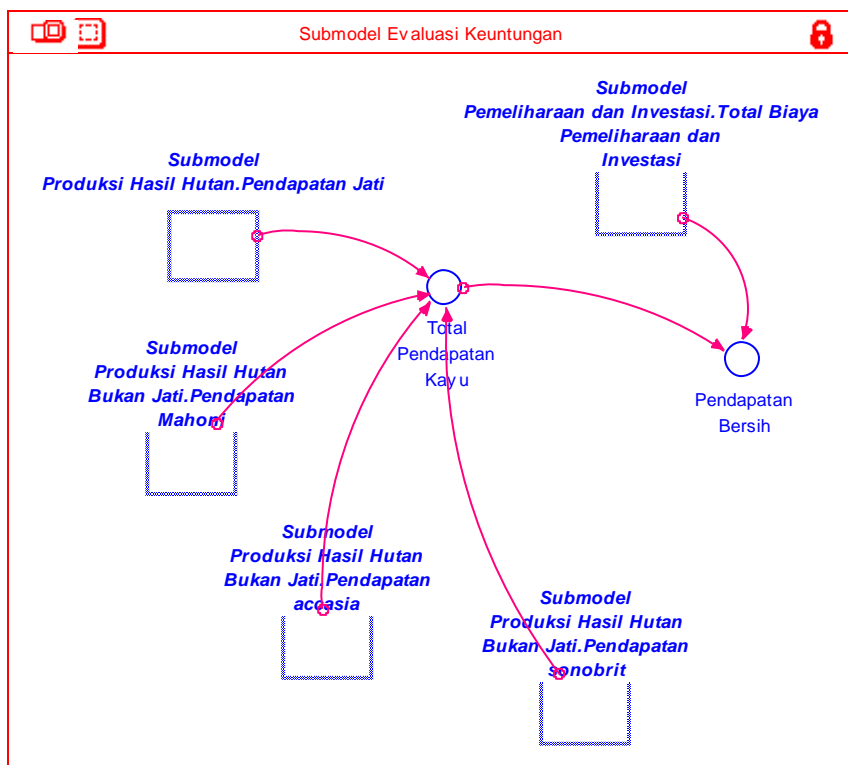 Submodel Evaluasi Keuntungan
Submodel
Pemeliharaan dan Investasi.Total Biaya
Pemeliharaan dan
Investasi
Submodel
Produksi Hasil Hutan.Pendapatan Jati
Total
Pendapatan
Kayu
Submodel
Produksi Hasil Hutan
Bukan Jati.Pendapatan
Mahoni
Pendapatan
Bersih
Submodel
Produksi Hasil Hutan
Bukan Jati.Pendapatan
accasia
Submodel
Produksi Hasil Hutan
Bukan Jati.Pendapatan
sonobrit